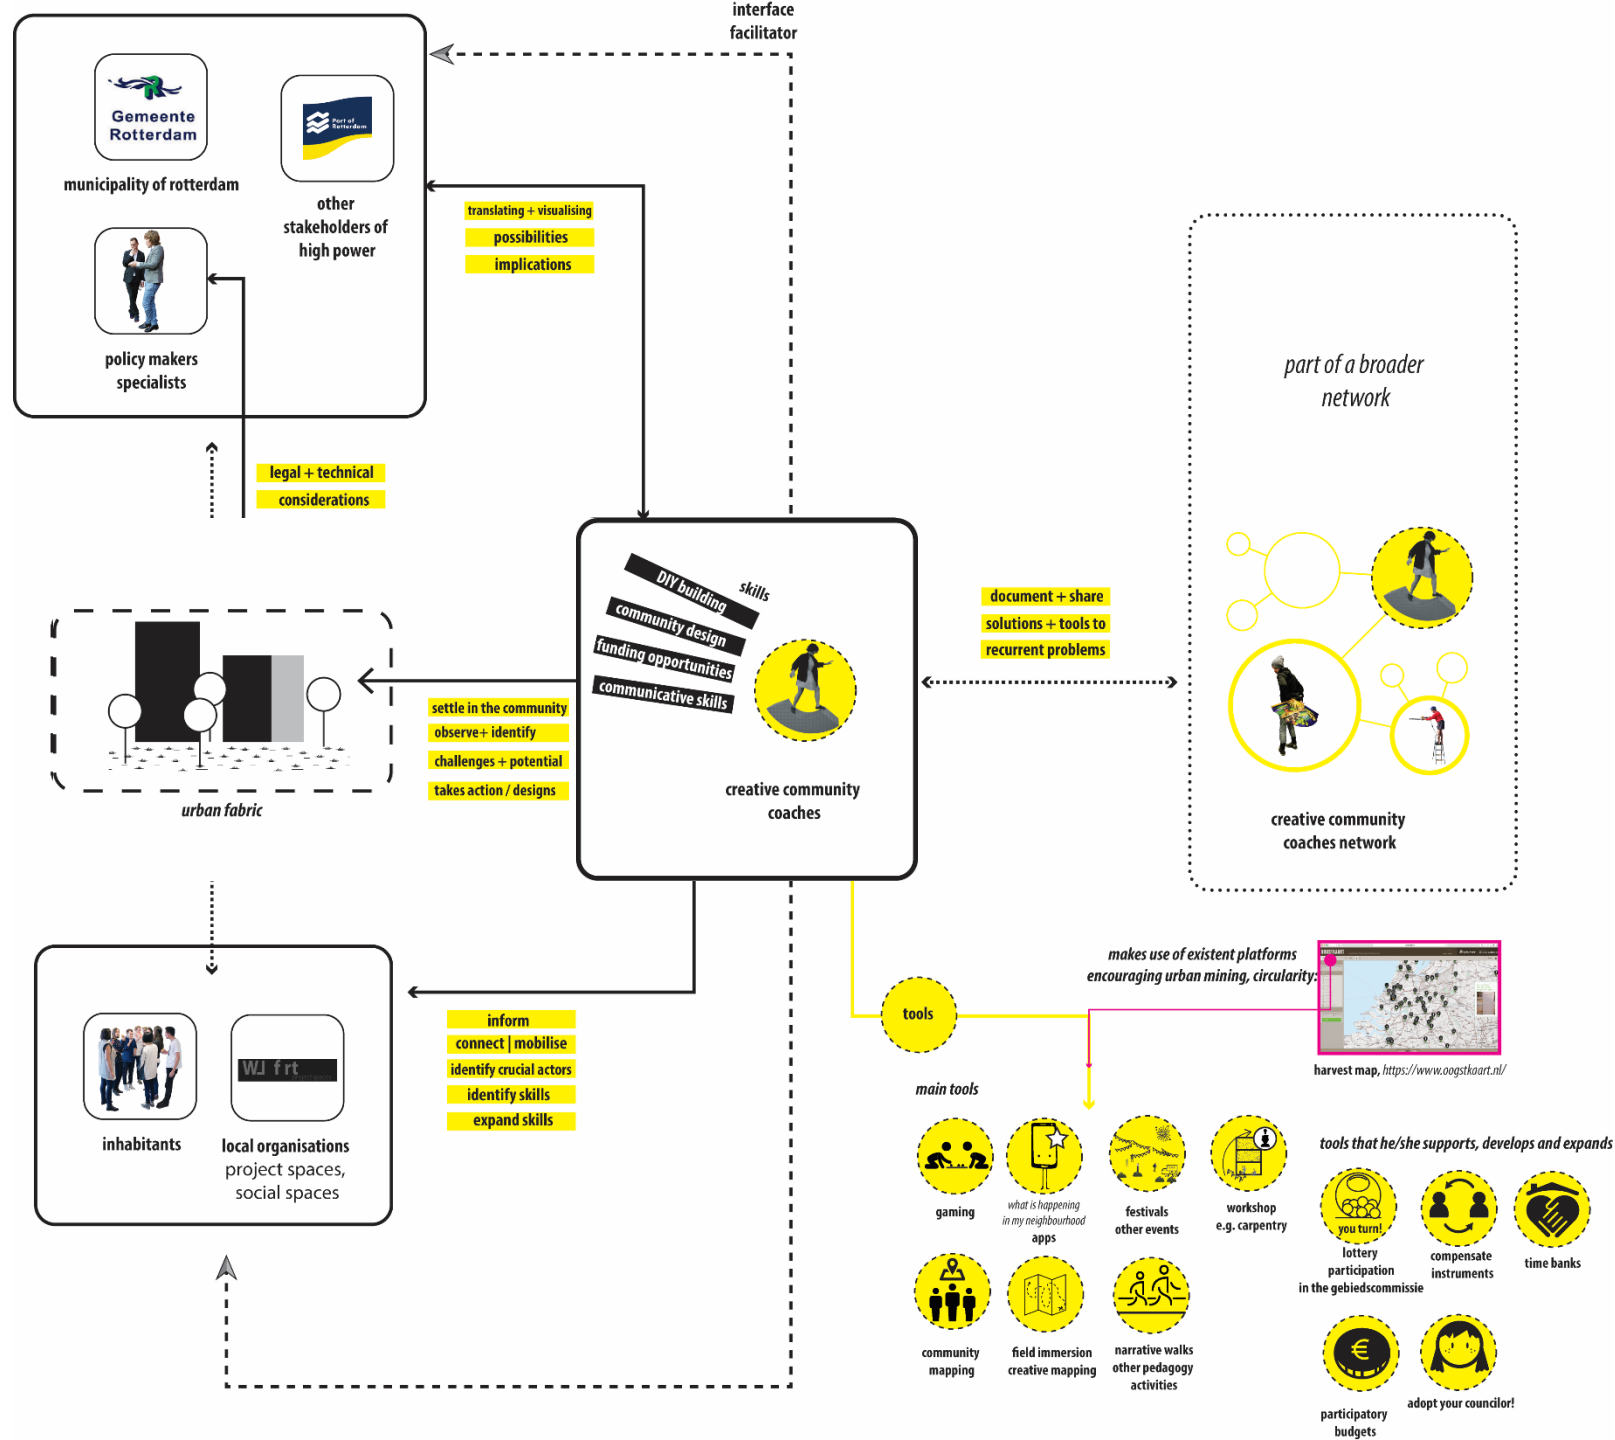 interface
facilitator
Gemeente
Rotterdam
municipality of rotterdam
Port of
Rotterdam
other
stakeholders of
high power
policy makers
specialists
translating + visualising
possibilities
implications
legal + technical
considerations
part of a broader
network
skills
DIY building
community design
funding opportunities
communicative skills
creative community
coaches
document + share
solutions + tools to
recurrent problems
creative community
coaches network
urban fabric
settle in the community
observe+ identify
challenges + potential
takes action / designs
inhabitants
local organisations
project spaces,
social spaces
inform
connect | mobilise
identify crucial actors
identify skills
expand skills
tools
makes use of existent platforms
encouraging urban mining, circularity:
harvest map, https://www.oogstkaart.nl/
main tools
gaming
what is happening
in my neighbourhood
apps
festivals
other events
workshop
e.g. carpentry
community
mapping
field immersion
creative mapping
narrative walks
other pedagogy
activities
tools that he/she supports, develops and expands
you turn!
lottery
participation
in the gebiedscommissie
compensate
instruments
time banks
€
participatory
budgets
adopt your councilor!